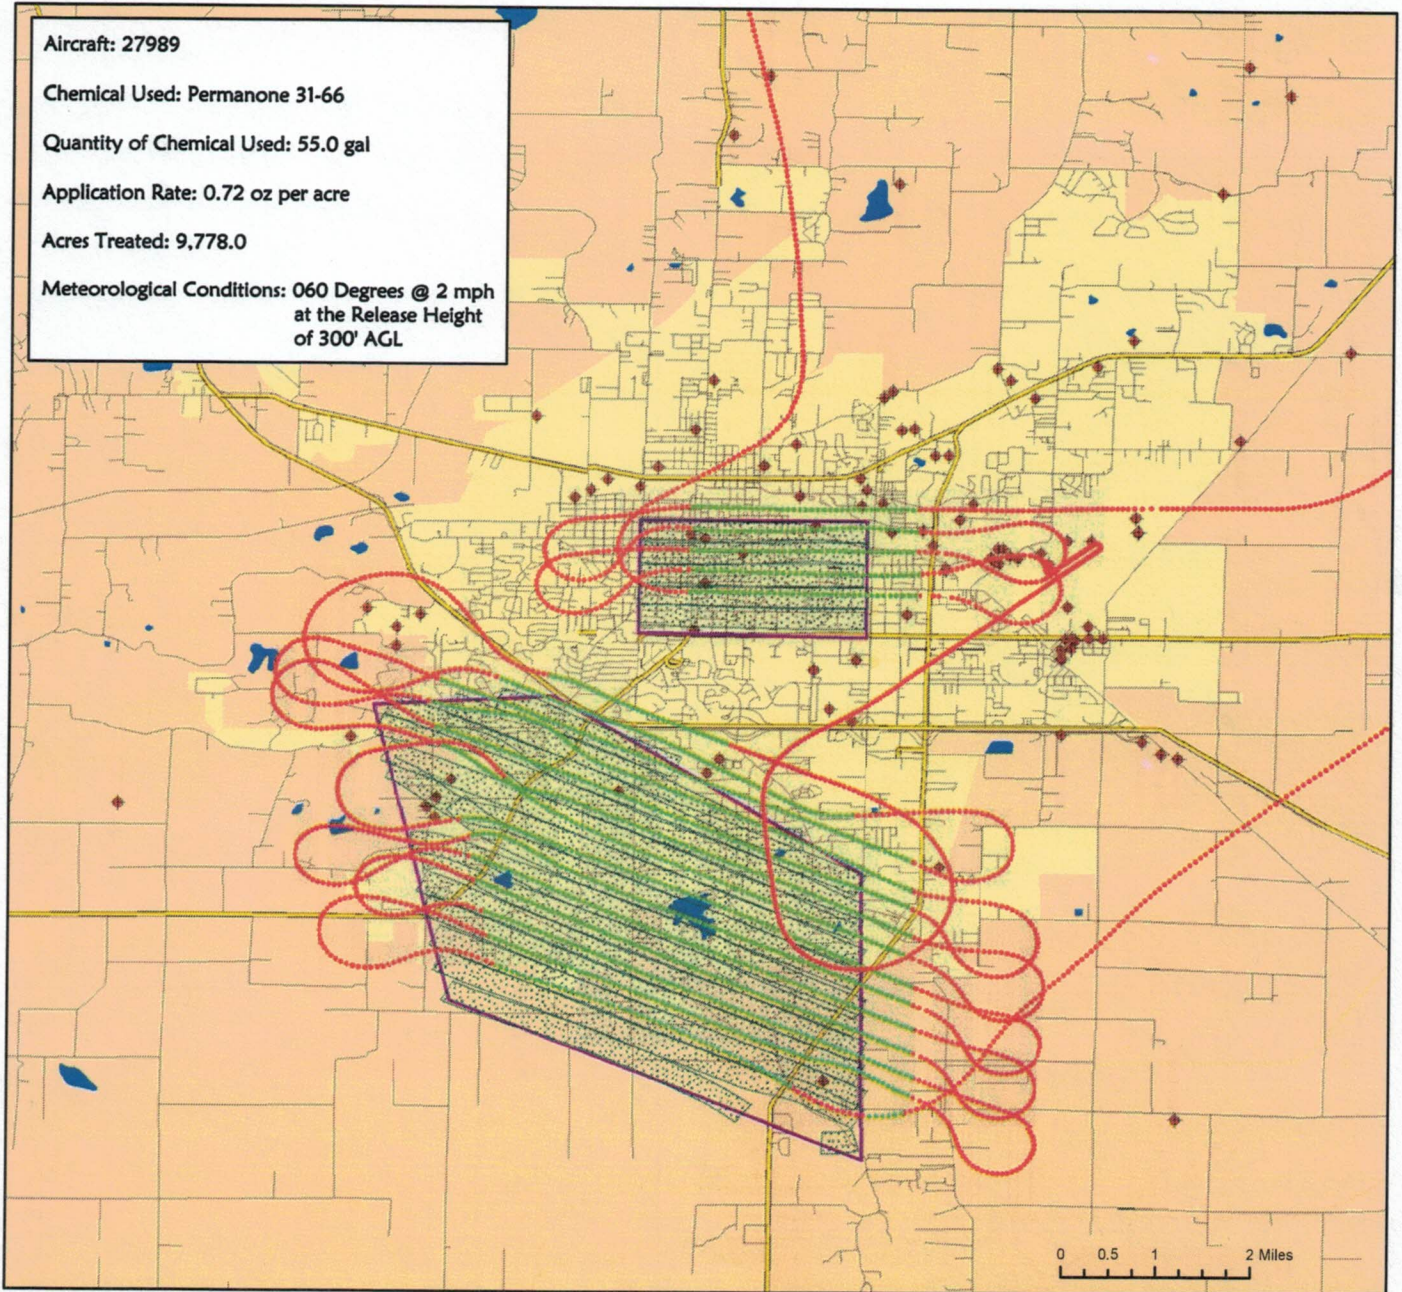 Aircraft: 27989
Chemical Used: Permanone 31-66
Quantity of Chemical Used: 55.0 gal
Application Rate: 0.72 oz per acre
Acres Treated: 9,778.0
Meteorological Conditions: 060 Degrees @ 2 mph
at the Release Height
of 300' AGL
0 0.5 1 2 Miles